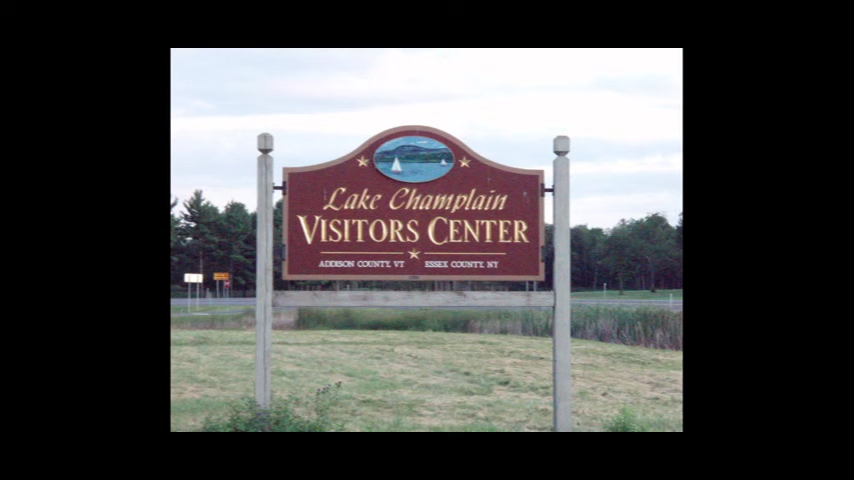 Lake Champlain
VISITORS CENTER
ADDISON COUNTY, VT ESSEX COUNTY, NY